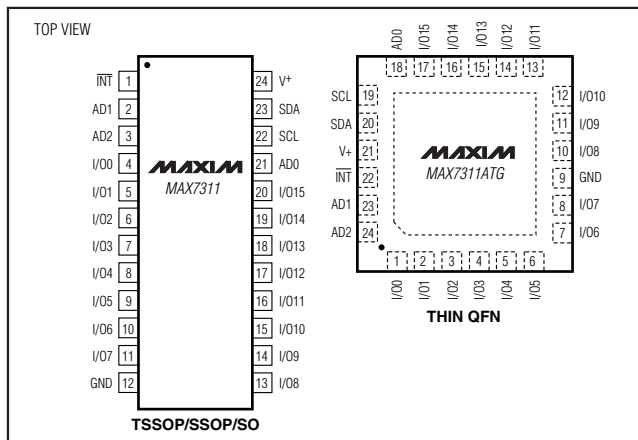 TOP VIEW
I̅N̅T̅ 1
AD1 2
AD2 3
I/O0 4
I/O1 5
I/O2 6
I/O3 7
I/O4 8
I/O5 9
I/O6 10
I/O7 11
GND 12
MAXIM
MAX7311
24 V+
23 SDA
22 SCL
21 AD0
20 I/O15
19 I/O14
18 I/O13
17 I/O12
16 I/O11
15 I/O10
14 I/O9
13 I/O8
TSSOP/SSOP/SO
AD0 I/O15 I/O14 I/O13 I/O12 I/O11
18 17 16 15 14 13
SCL 19
SDA 20
V+ 21
I̅N̅T̅ 22
AD1 23
AD2 24
MAXIM
MAX7311ATG
12 I/O10
11 I/O9
10 I/O8
9 GND
8 I/O7
7 I/O6
1 2 3 4 5 6
I/O0 I/O1 I/O2 I/O3 I/O4 I/O5
THIN QFN